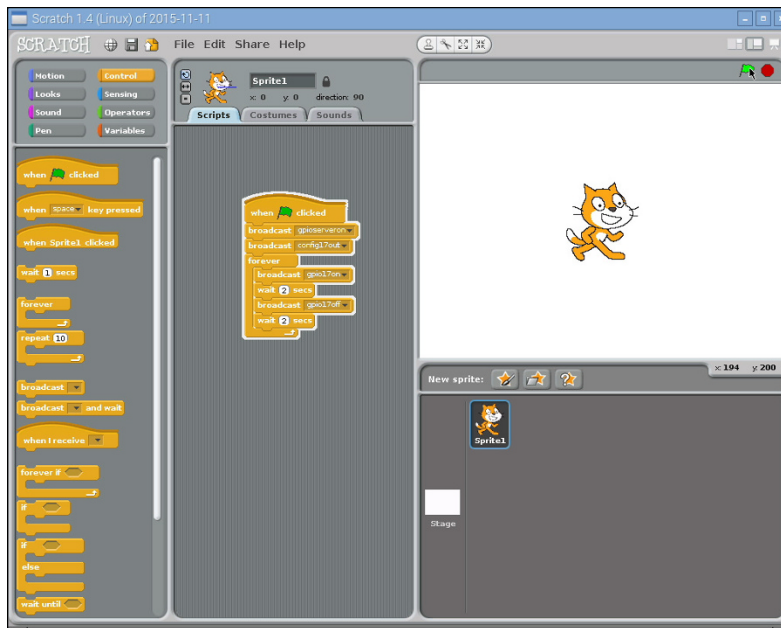 Scratch 1.4 (Linux) of 2015-11-11
SCRATCH File Edit Share Help
Motion Control
Looks Sensing
Sound Operators
Pen Variables
when clicked
when space key pressed
when Sprite1 clicked
wait 1 secs
forever
repeat 10
broadcast
broadcast and wait
when I receive
forever if
if
if
else
wait until
Sprite1
x: 0 y: 0 direction: 90
Scripts Costumes Sounds
when clicked
broadcast gpioserveron
broadcast config17out
forever
broadcast gpio17on
wait 2 secs
broadcast gpio17off
wait 2 secs
x: 194 y: 200
New sprite:
Sprite1
Stage